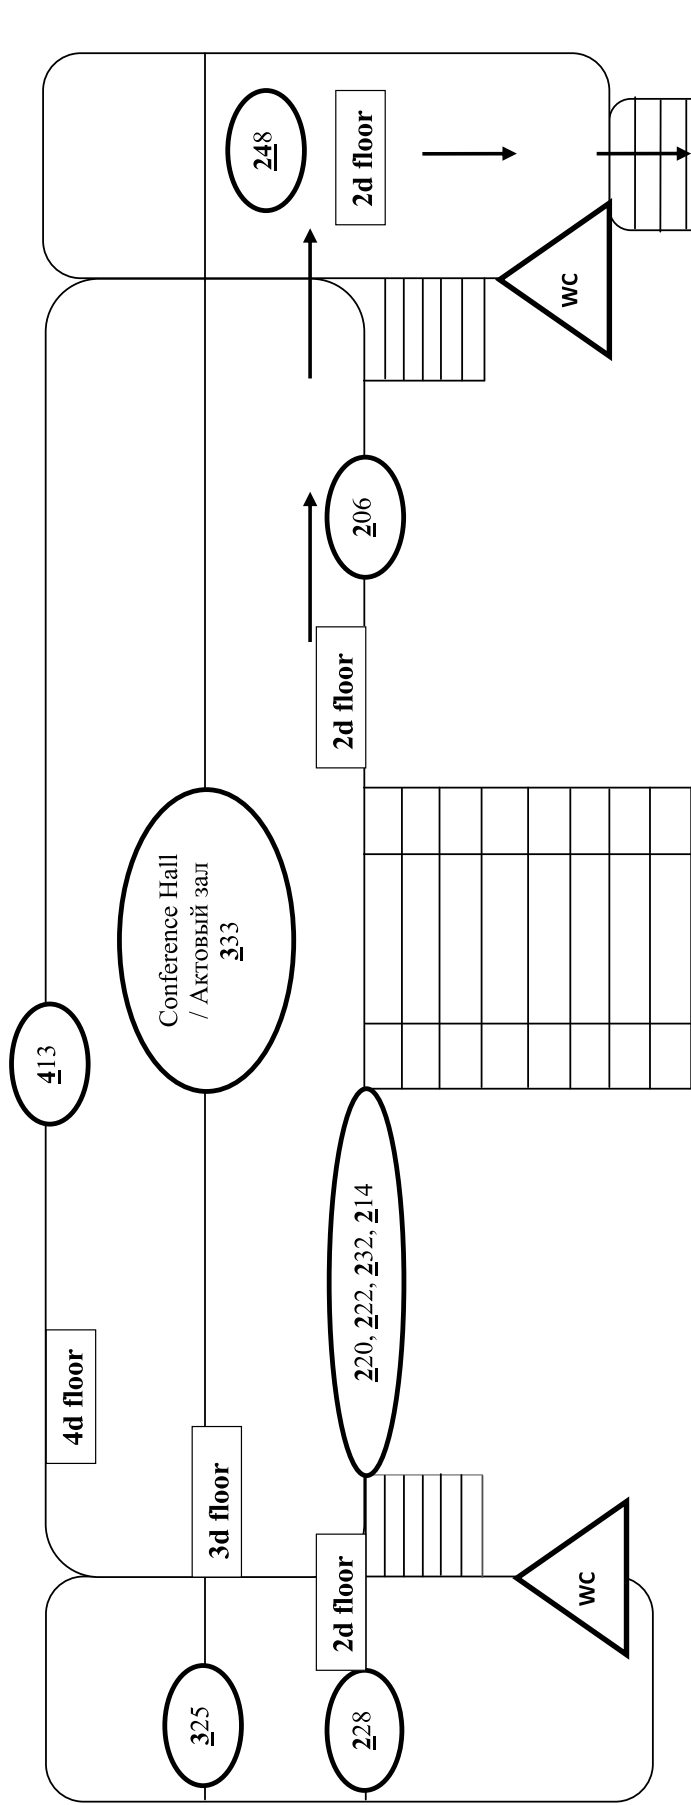 413
4d floor
Conference Hall
/ Актовый зал
333
325
3d floor
248
2d floor
2d floor
2d floor
228
220, 222, 232, 214
206
WC
WC